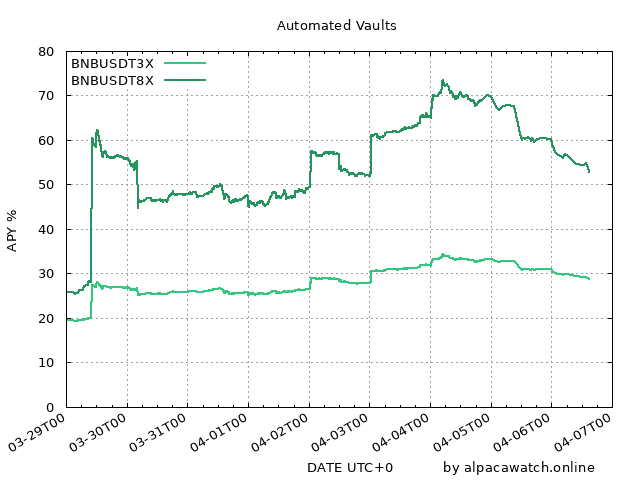 Automated Vaults
BNBUSDT3X
BNBUSDT8X
APY %
80
70
60
50
40
30
20
10
0
03-29T00
03-30T00
03-31T00
04-01T00
04-02T00
04-03T00
04-04T00
04-05T00
04-06T00
04-07T00
DATE UTC+0
by alpacawatch.online